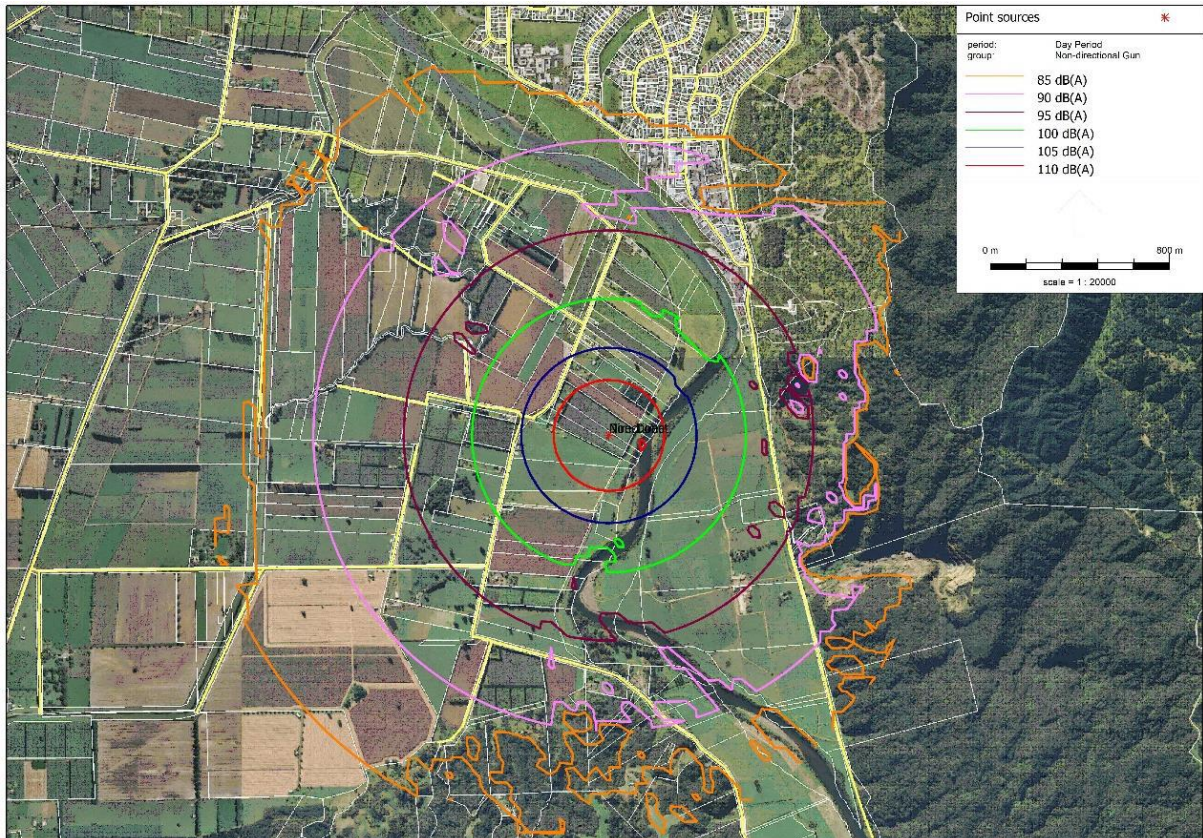 Point sources
period: Day Period
group: Non-directional Gun
85 dB(A)
90 dB(A)
95 dB(A)
100 dB(A)
105 dB(A)
110 dB(A)
0 m 800 m
scale = 1 : 20000